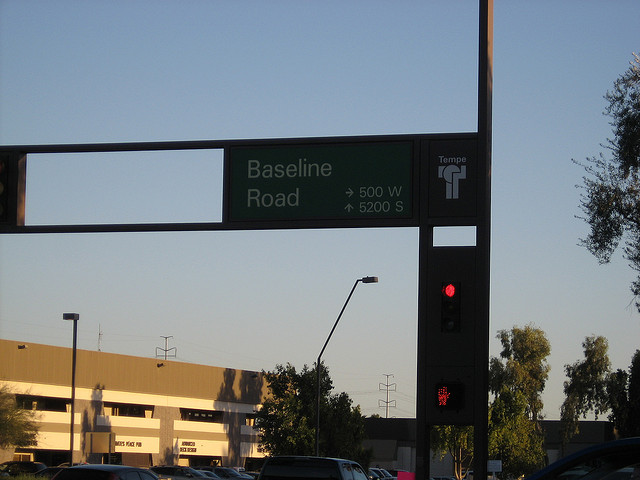 Baseline
Road
→ 500 W
↑ 5200 S
Tempe